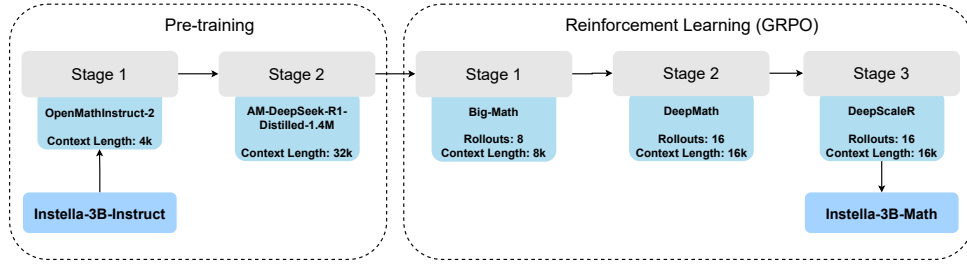 Pre-training
Reinforcement Learning (GRPO)
Stage 1
Stage 2
Stage 1
Stage 2
Stage 3
OpenMathInstruct-2
Context Length: 4k
AM-DeepSeek-R1-
Distilled-1.4M
Context Length: 32k
Big-Math
Rollouts: 8
Context Length: 8k
DeepMath
Rollouts: 16
Context Length: 16k
DeepScaleR
Rollouts: 16
Context Length: 16k
Instella-3B-Instruct
Instella-3B-Math